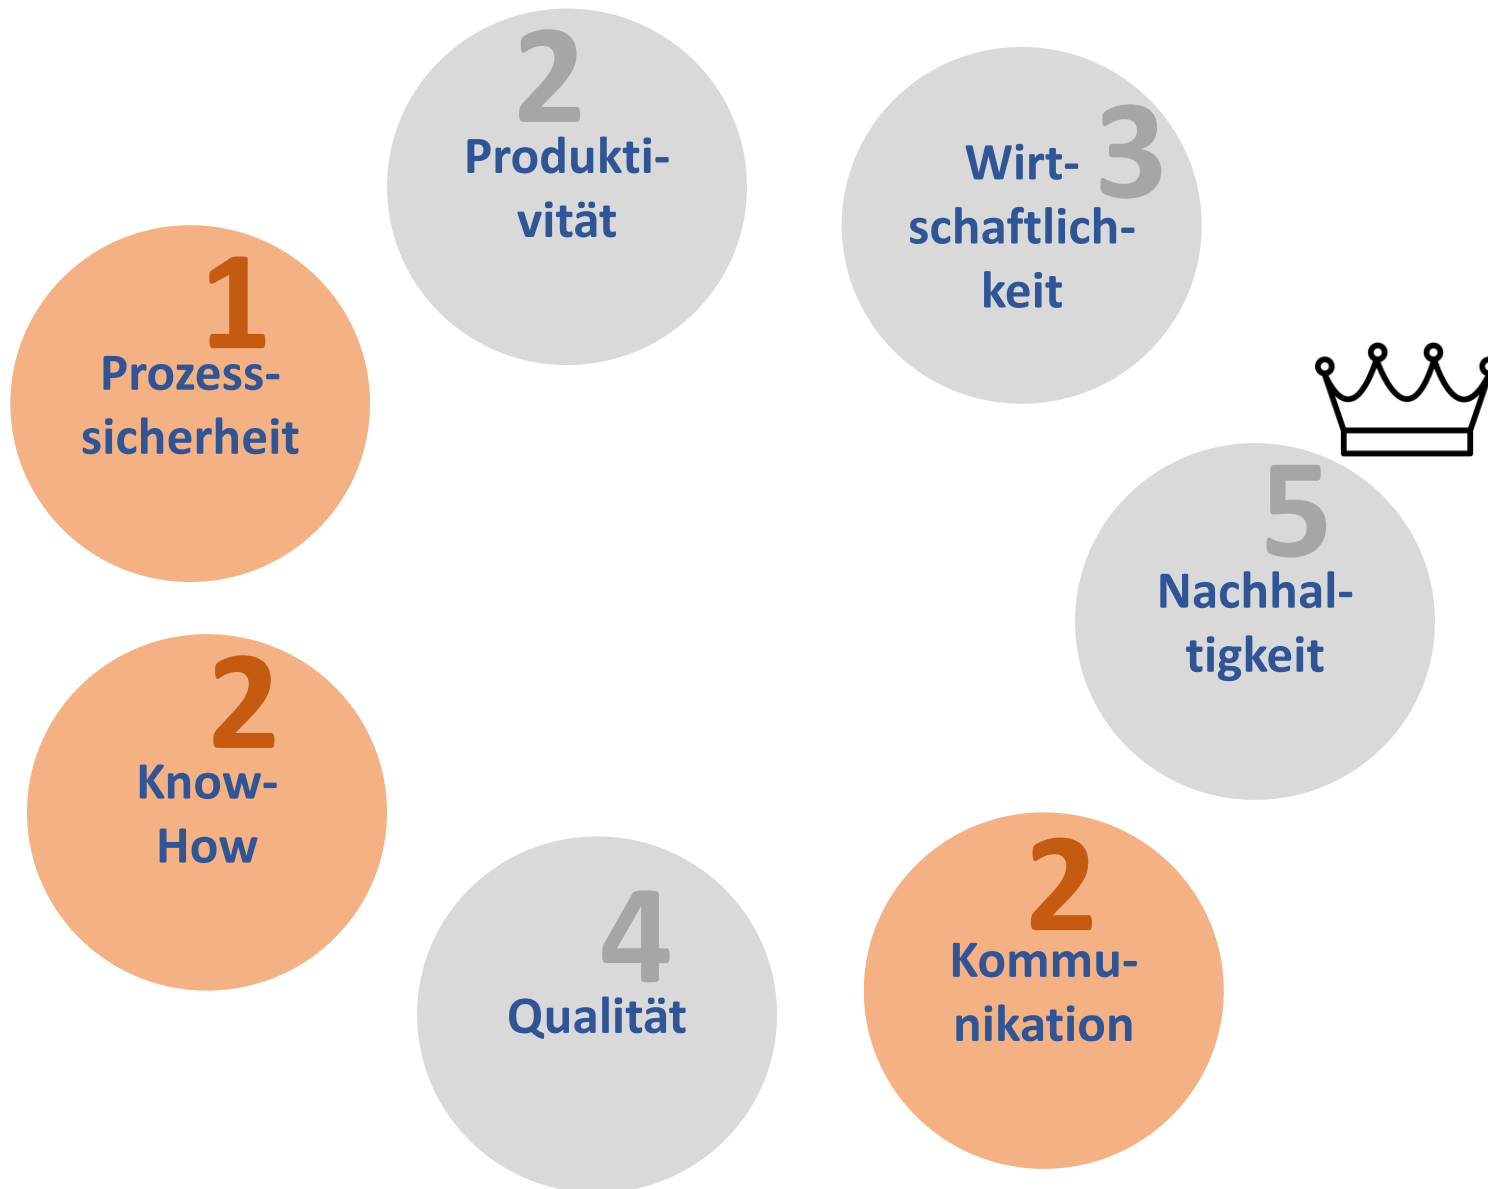 2
Produkti-
vität
3
Wirt-
schaftlich-
keit
1
Prozess-
sicherheit
5
Nachhal-
tigkeit
2
Know-
How
4
Qualität
2
Kommu-
nikation